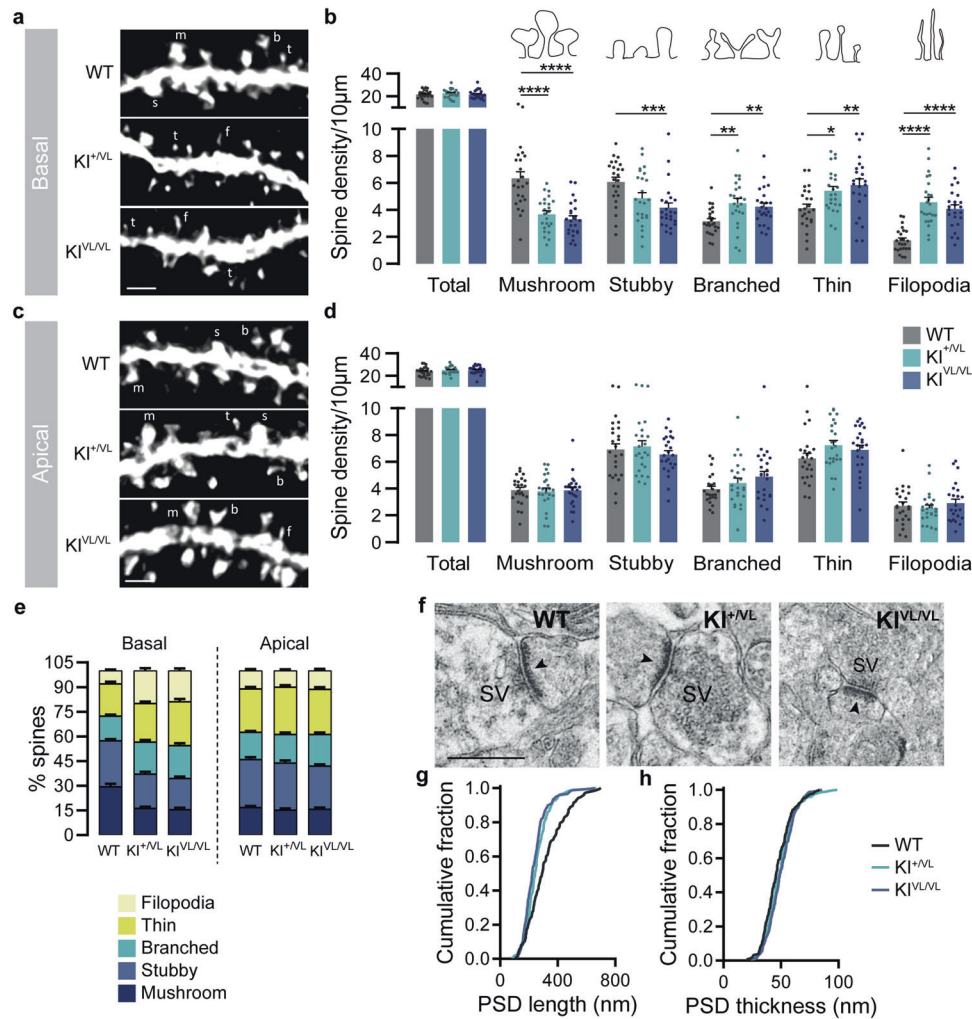 a
Basal
WT
m
b
t
s
KI+/VL
t
f
KIVL/VL
t
f
t
b
Spine density/10µm
40
20
10
8
6
4
2
0
****
****
***
**
**
**
*
****
****
Total
Mushroom
Stubby
Branched
Thin
Filopodia
c
Apical
WT
s
b
m
KI+/VL
m
t
s
b
KIVL/VL
m
b
f
d
Spine density/10µm
40
20
10
8
6
4
2
0
WT
KI+/VL
KIVL/VL
Total
Mushroom
Stubby
Branched
Thin
Filopodia
e
Basal
Apical
% spines
105
90
75
60
45
30
15
0
WT KI+/VL KIVL/VL
WT KI+/VL KIVL/VL
Filopodia
Thin
Branched
Stubby
Mushroom
f
WT
SV
KI+/VL
SV
KIVL/VL
SV
g
Cumulative fraction
1.0
0.8
0.6
0.4
0.2
0.0
0 400 800
PSD length (nm)
h
Cumulative fraction
1.0
0.8
0.6
0.4
0.2
0.0
0 50 100
PSD thickness (nm)
WT
KI+/VL
KIVL/VL